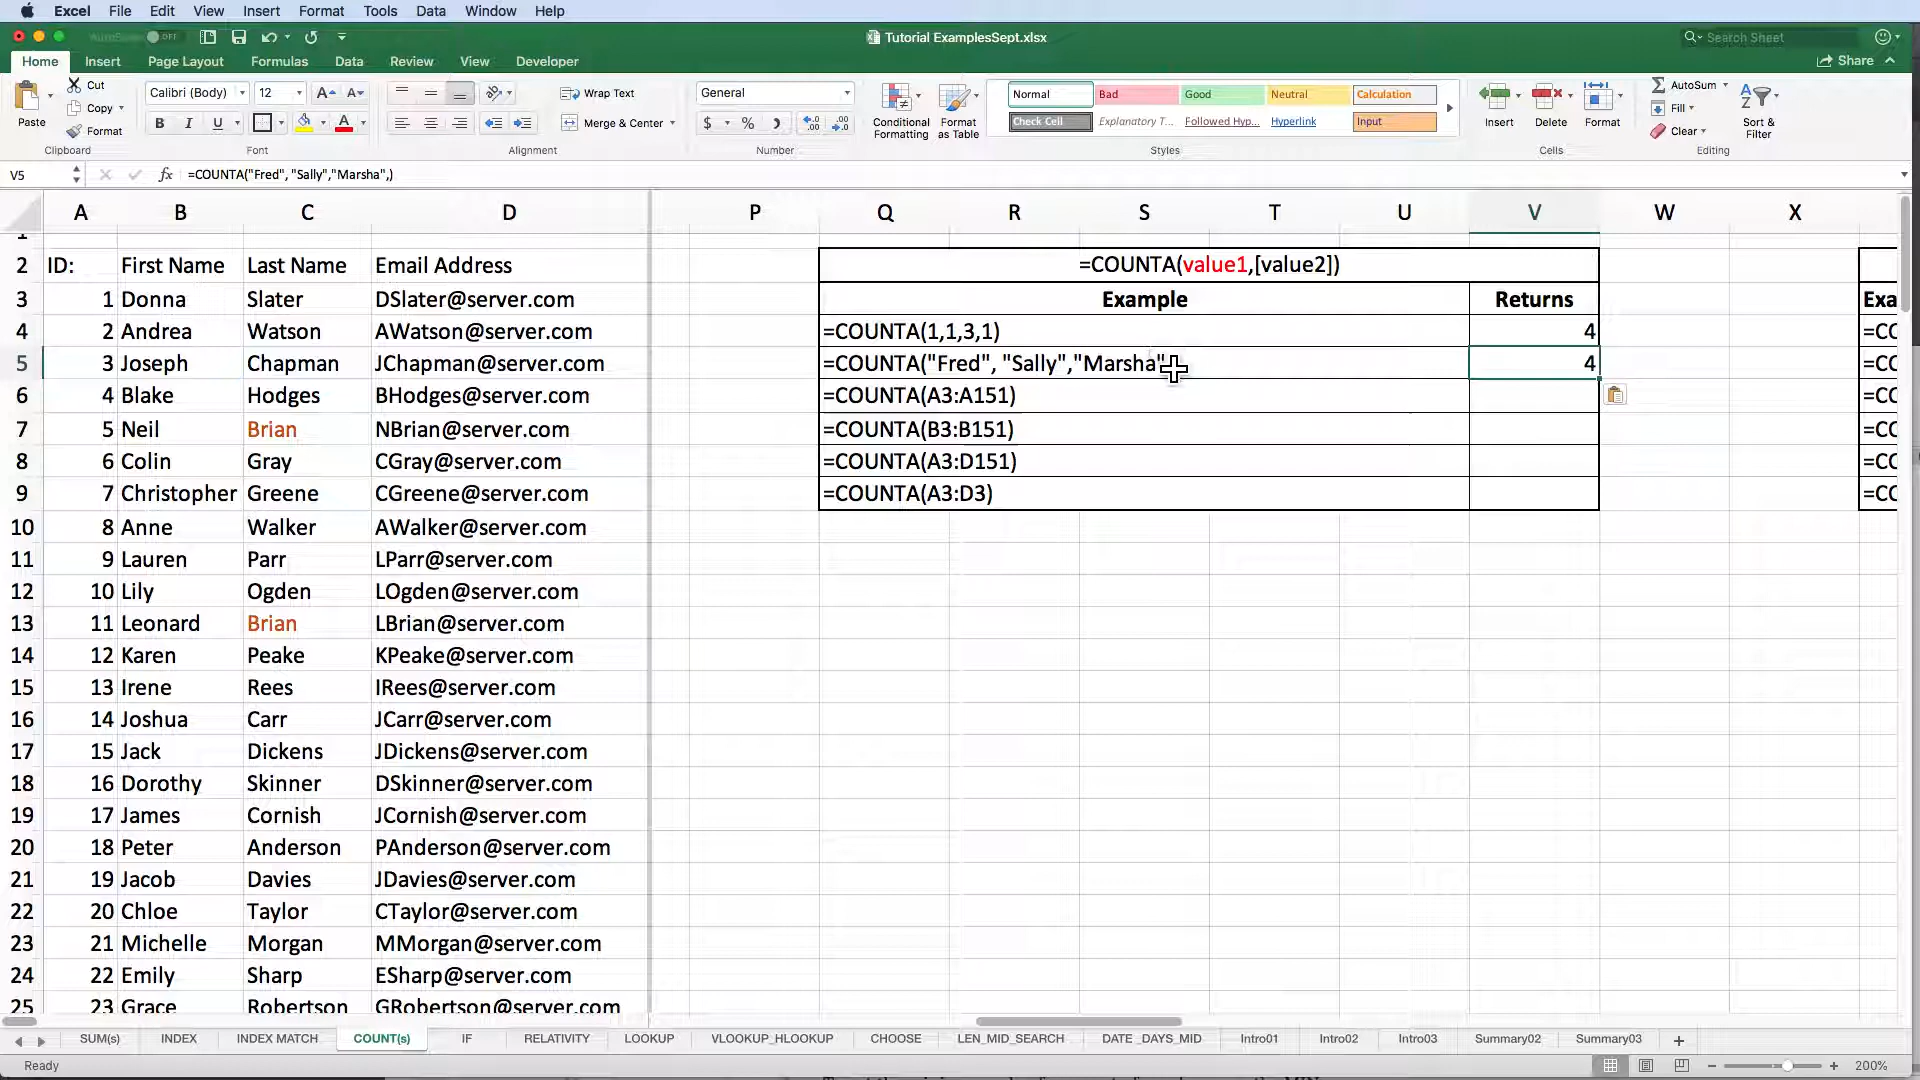 Excel File Edit View Insert Format Tools Data Window Help
OFF Tutorial ExamplesSept.xlsx Search Sheet
Home Insert Page Layout Formulas Data Review View Developer Share
Paste Cut Calibri (Body) 12 Wrap Text General Conditional Formatting Format as Table Normal Bad Good Neutral Calculation Insert Delete Format AutoSum Sort & Filter
Copy Fill
Format B I U A Merge & Center $ % Check Cell Explanatory T... Followed Hyp... Hyperlink Input Clear
Clipboard Font Alignment Number Styles Cells Editing
V5 fx =COUNTA("Fred", "Sally","Marsha",)
A B C D P Q R S T U V W X
1
2 ID: First Name Last Name Email Address =COUNTA(value1,[value2])
3 1 Donna Slater DSlater@server.com Example Returns Exa
4 2 Andrea Watson AWatson@server.com =COUNTA(1,1,3,1) 4 =CO
5 3 Joseph Chapman JChapman@server.com =COUNTA("Fred", "Sally","Marsha" 4 =CO
6 4 Blake Hodges BHodges@server.com =COUNTA(A3:A151) =CO
7 5 Neil Brian NBrian@server.com =COUNTA(B3:B151) =CO
8 6 Colin Gray CGray@server.com =COUNTA(A3:D151) =CO
9 7 Christopher Greene CGreene@server.com =COUNTA(A3:D3) =CO
10 8 Anne Walker AWalker@server.com
11 9 Lauren Parr LParr@server.com
12 10 Lily Ogden LOgden@server.com
13 11 Leonard Brian LBrian@server.com
14 12 Karen Peake KPeake@server.com
15 13 Irene Rees IRees@server.com
16 14 Joshua Carr JCarr@server.com
17 15 Jack Dickens JDickens@server.com
18 16 Dorothy Skinner DSkinner@server.com
19 17 James Cornish JCornish@server.com
20 18 Peter Anderson PAnderson@server.com
21 19 Jacob Davies JDavies@server.com
22 20 Chloe Taylor CTaylor@server.com
23 21 Michelle Morgan MMorgan@server.com
24 22 Emily Sharp ESharp@server.com
25 23 Grace Robertson GRobertson@server.com
SUM(s) INDEX INDEX MATCH COUNT(s) IF RELATIVITY LOOKUP VLOOKUP_HLOOKUP CHOOSE LEN_MID_SEARCH DATE _DAYS_MID Intro01 Intro02 Intro03 Summary02 Summary03
Ready 200%